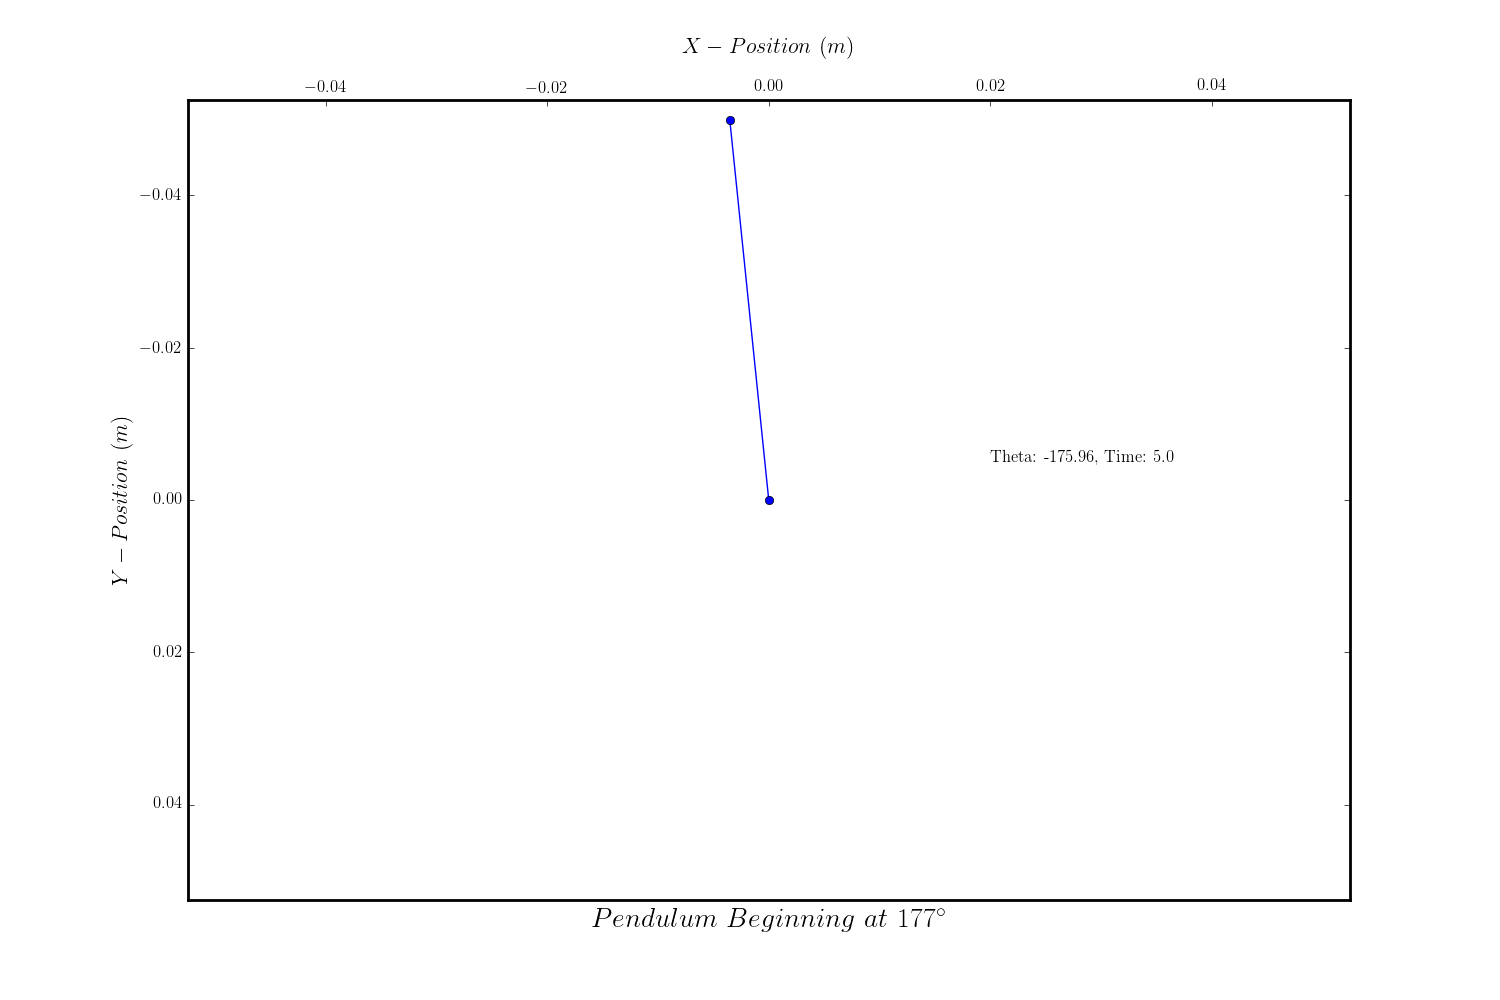 X − Position (m)
−0.04 −0.02 0.00 0.02 0.04
−0.04
−0.02
Y − Position (m)
Theta: -175.96, Time: 5.0
0.00
0.02
0.04
Pendulum Beginning at 177°